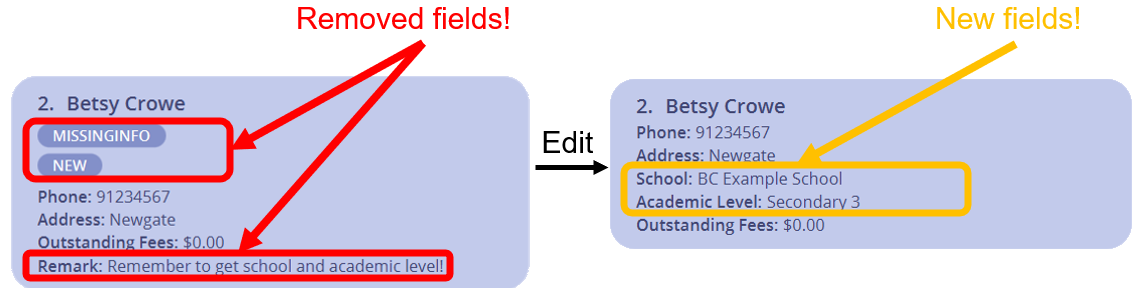 Removed fields!
New fields!
2. Betsy Crowe
MISSINGINFO
NEW
Phone: 91234567
Address: Newgate
Outstanding Fees: $0.00
Remark: Remember to get school and academic level!
Edit
2. Betsy Crowe
Phone: 91234567
Address: Newgate
School: BC Example School
Academic Level: Secondary 3
Outstanding Fees: $0.00